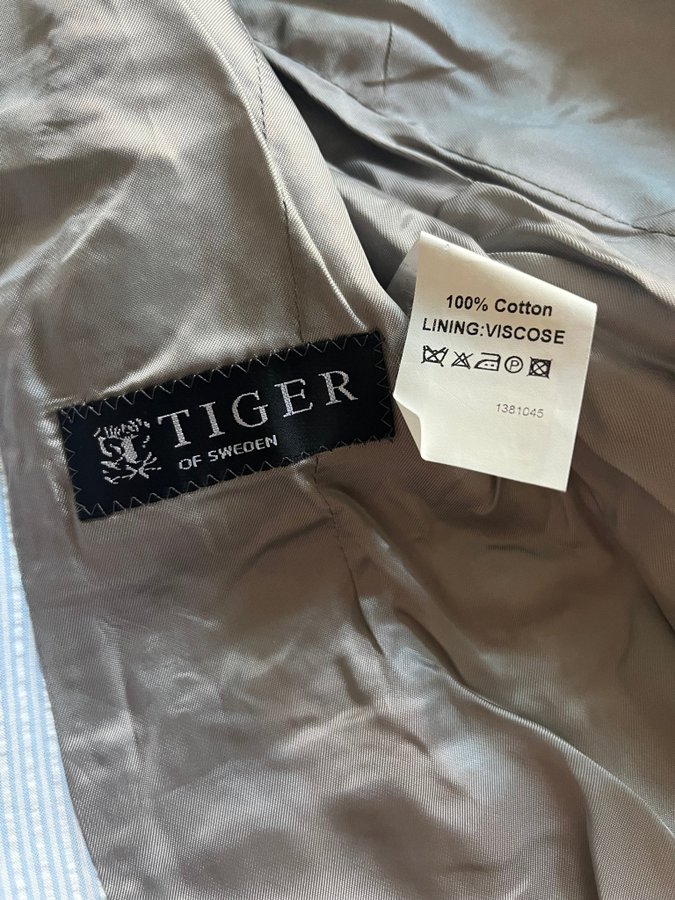 TIGER
OF SWEDEN
100% Cotton
LINING:VISCOSE
P
1381045